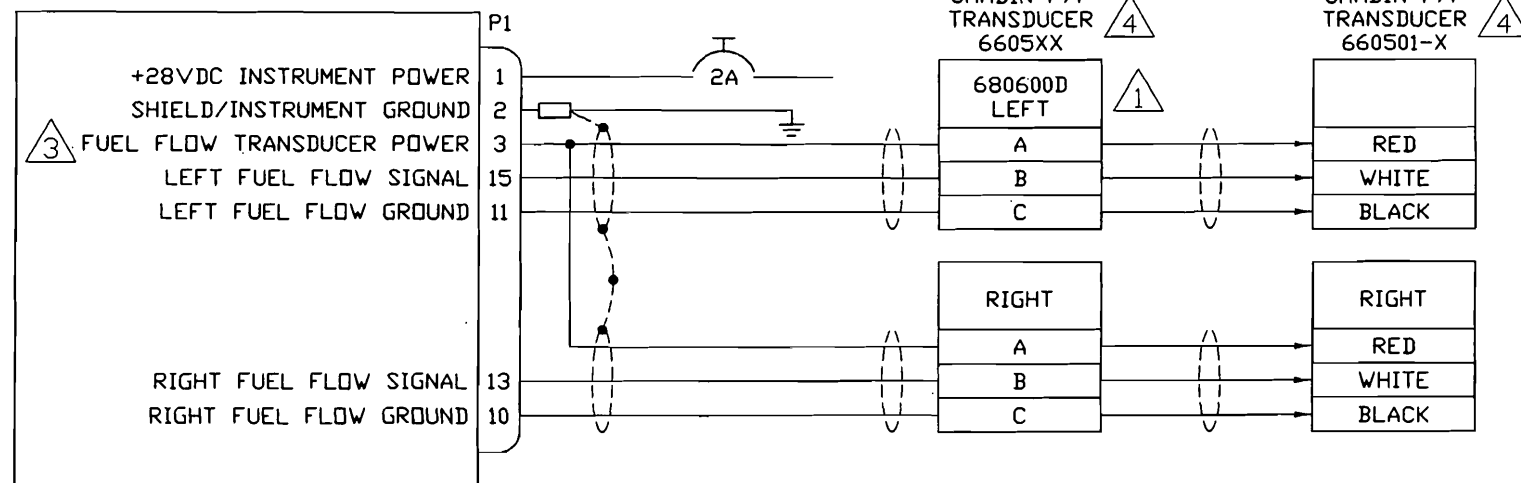 P1
TRANSDUCER 4
6605XX
TRANSDUCER 4
660501-X
+28VDC INSTRUMENT POWER 1
2A
SHIELD/INSTRUMENT GROUND 2
3 FUEL FLOW TRANSDUCER POWER 3
LEFT FUEL FLOW SIGNAL 15
LEFT FUEL FLOW GROUND 11
680600D
LEFT
1
A
B
C
RED
WHITE
BLACK
RIGHT
A
B
C
RIGHT
RED
WHITE
BLACK
RIGHT FUEL FLOW SIGNAL 13
RIGHT FUEL FLOW GROUND 10